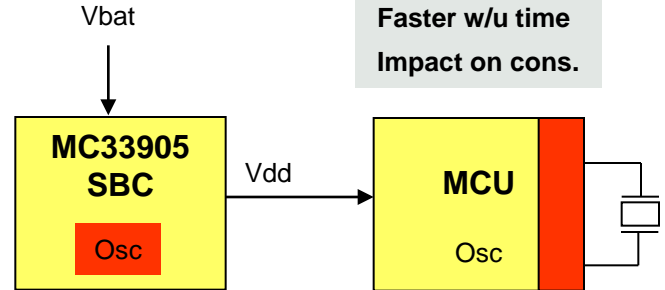 Vbat
Faster w/u time
Impact on cons.
MC33905
SBC
Vdd
MCU
Osc
Osc